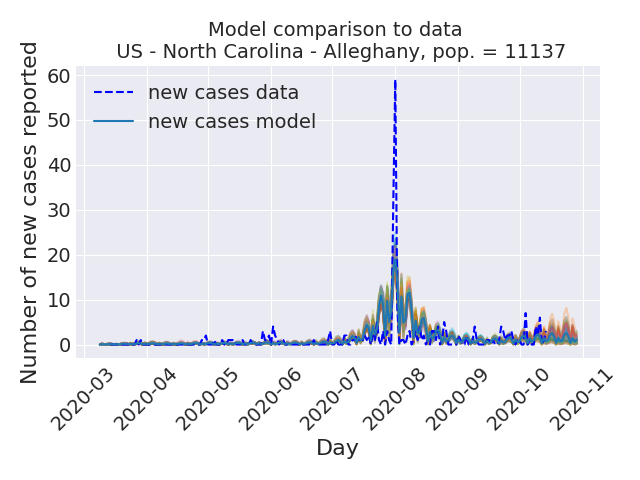 Model comparison to data
US - North Carolina - Alleghany, pop. = 11137
Number of new cases reported
60
50
40
30
20
10
0
new cases data
new cases model
2020-03
2020-04
2020-05
2020-06
2020-07
2020-08
2020-09
2020-10
2020-11
Day